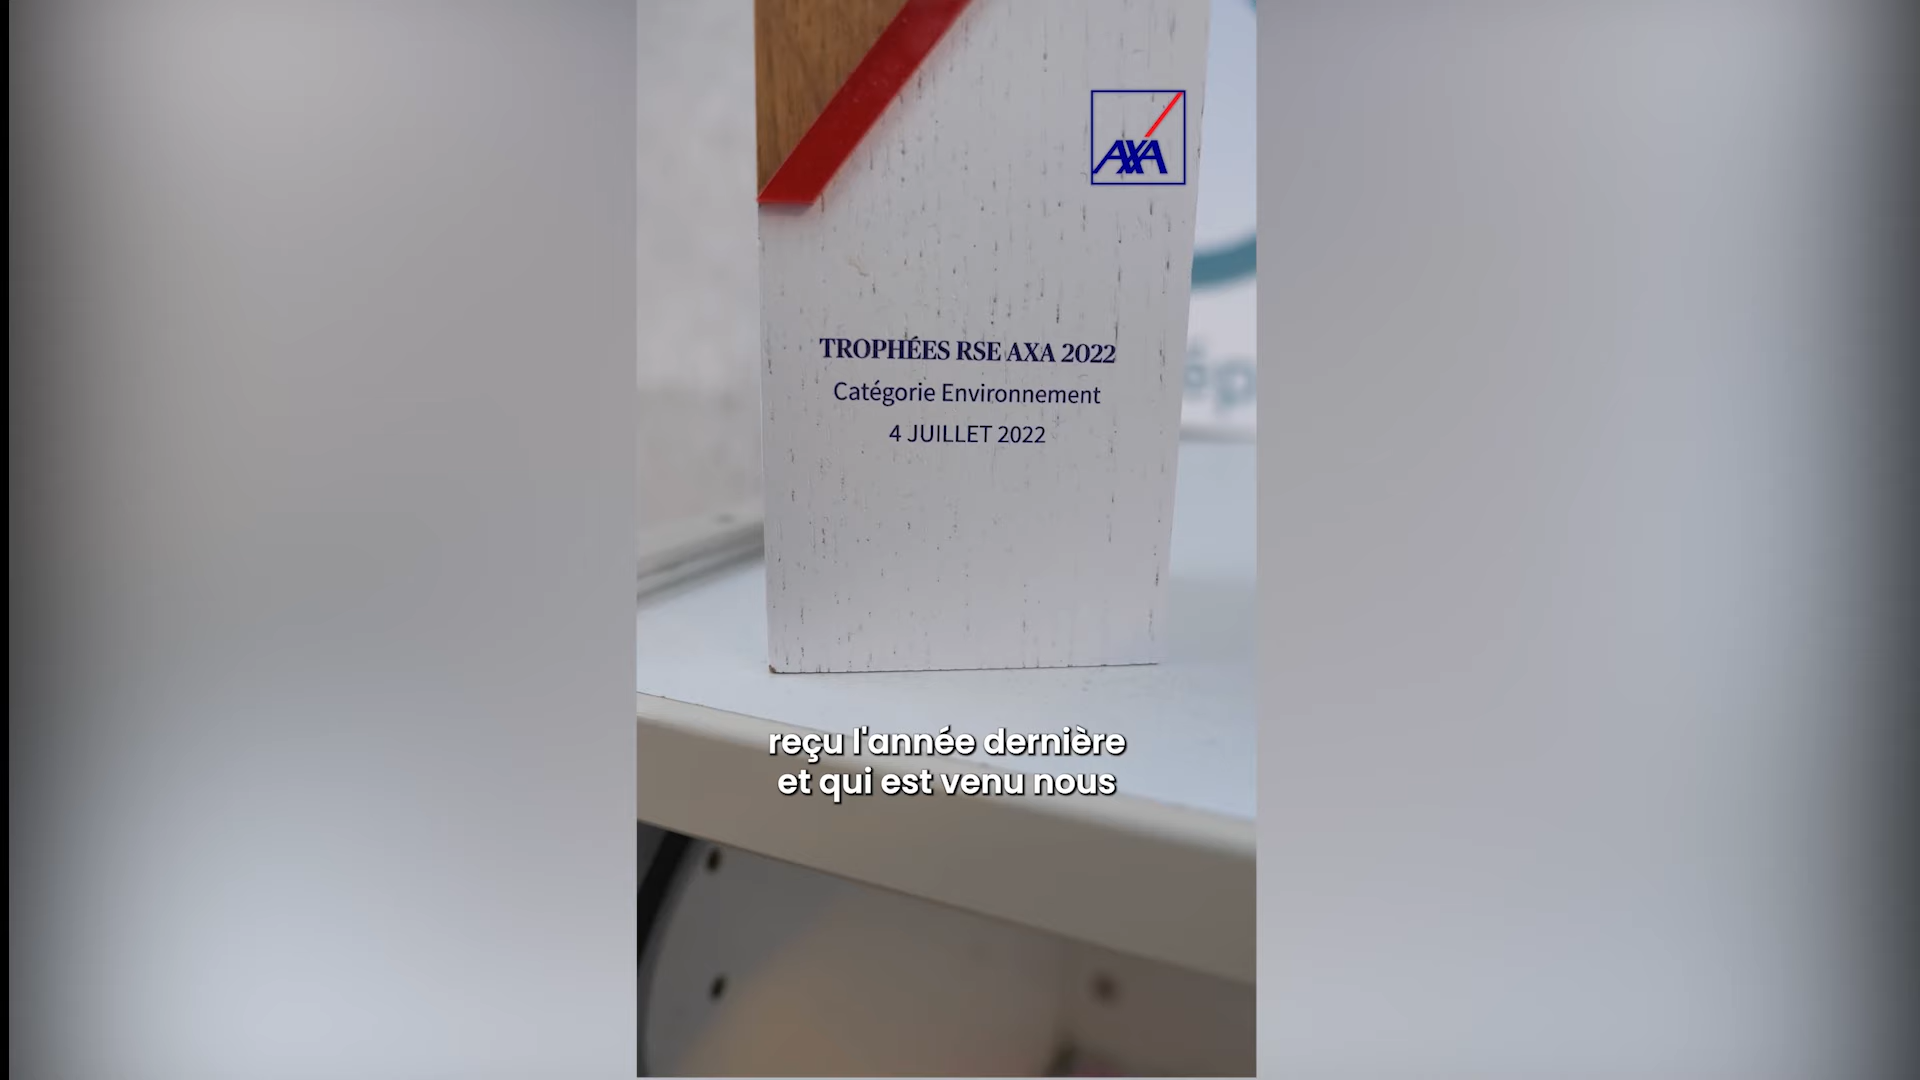 AXA
TROPHÉES RSE AXA 2022
Catégorie Environnement
4 JUILLET 2022
reçu l'année dernière
et qui est venu nous